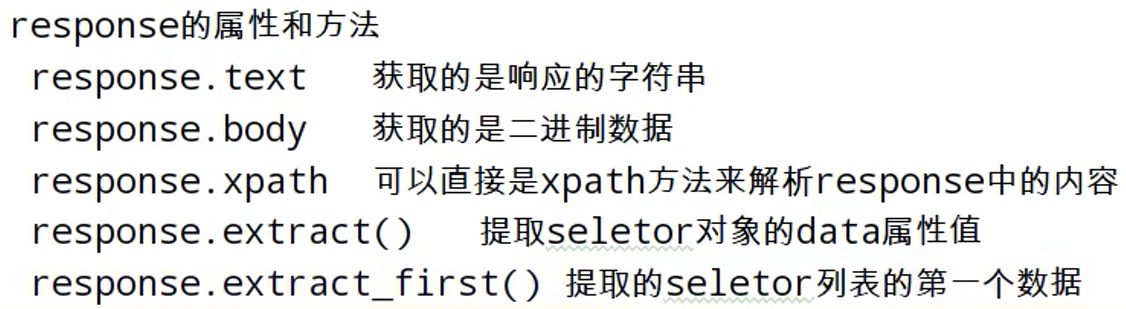 response的属性和方法
response.text 获取的是响应的字符串
response.body 获取的是二进制数据
response.xpath 可以直接是xpath方法来解析response中的内容
response.extract() 提取seletor对象的data属性值
response.extract_first() 提取的seletor列表的第一个数据